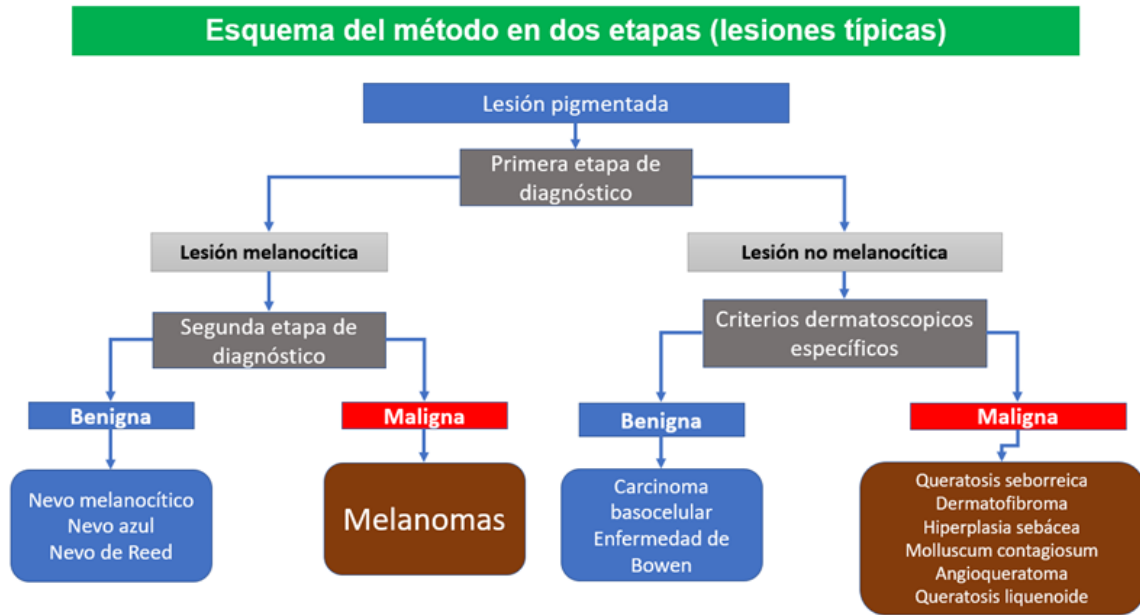 Esquema del método en dos etapas (lesiones típicas)
Lesión pigmentada
Primera etapa de
diagnóstico
Lesión melanocítica
Lesión no melanocítica
Segunda etapa de
diagnóstico
Criterios dermatoscopicos
específicos
Benigna
Maligna
Benigna
Maligna
Nevo melanocítico
Nevo azul
Nevo de Reed
Melanomas
Carcinoma
basocelular
Enfermedad de
Bowen
Queratosis seborreica
Dermatofibroma
Hiperplasia sebácea
Molluscum contagiosum
Angioqueratoma
Queratosis liquenoide